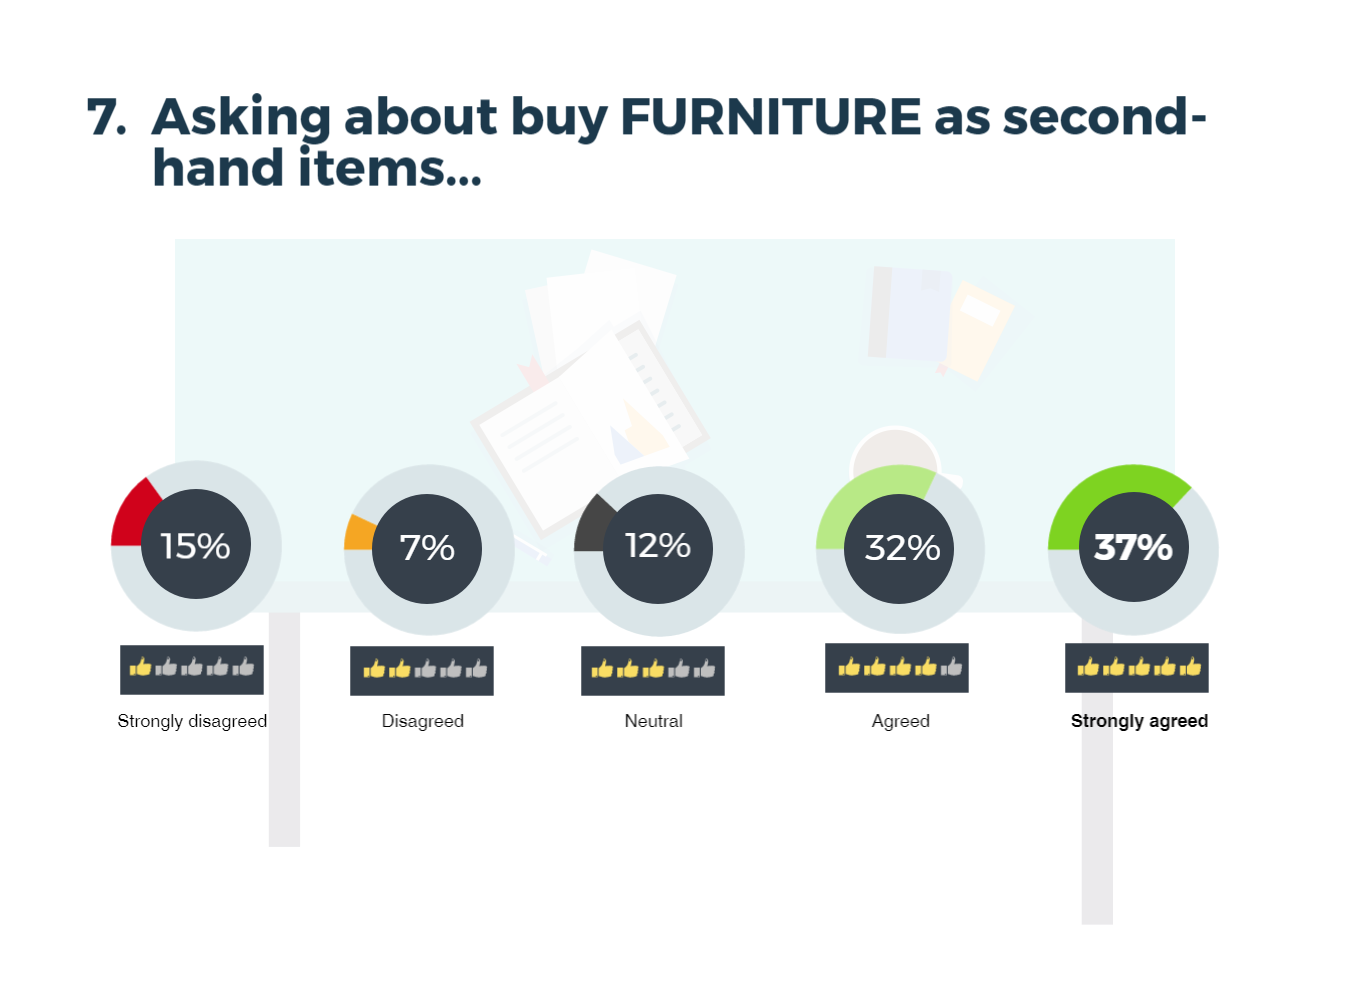 7. Asking about buy FURNITURE as second-
hand items...
15%
7%
12%
32%
37%
Strongly disagreed
Disagreed
Neutral
Agreed
Strongly agreed